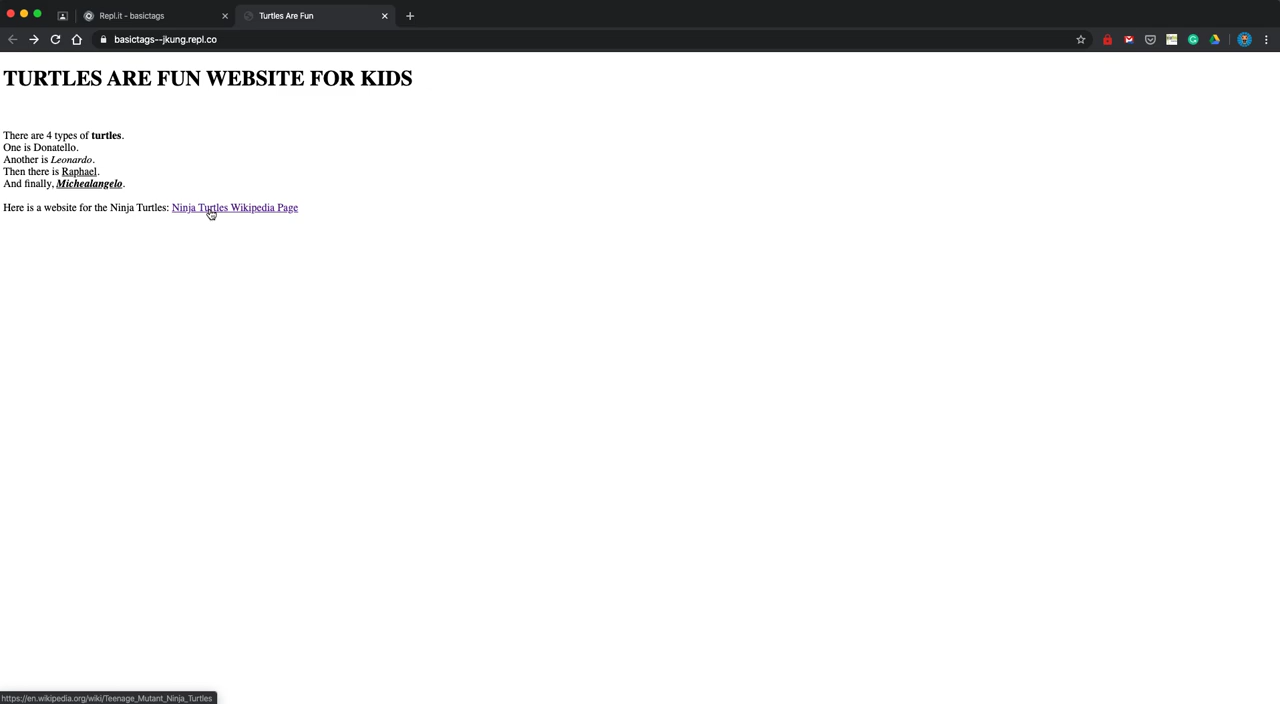 Repl.it - basictags
Turtles Are Fun
basictags--jkung.repl.co
TURTLES ARE FUN WEBSITE FOR KIDS
There are 4 types of turtles.
One is Donatello.
Another is Leonardo.
Then there is Raphael.
And finally, Michealangelo.
Here is a website for the Ninja Turtles: Ninja Turtles Wikipedia Page
https://en.wikipedia.org/wiki/Teenage_Mutant_Ninja_Turtles